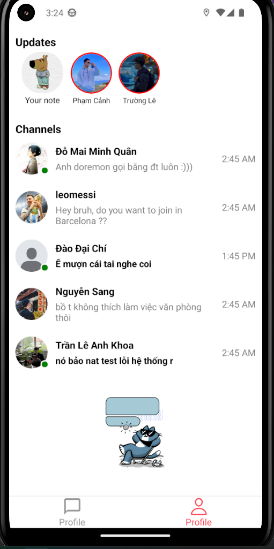 3:24
Updates
Your note
Phạm Cảnh
Trường Lê
Channels
Đỗ Mai Minh Quân
Anh doremon gọi bằng đt luôn :)))
2:45 AM
leomessi
Hey bruh, do you want to join in
Barcelona ??
2:45 AM
Đào Đại Chí
Ê mượn cái tai nghe coi
1:45 PM
Nguyên Sang
bồ t không thích làm việc văn phòng
thôi
2:45 AM
Trần Lê Anh Khoa
nó bảo nat test lỗi hệ thống r
2:45 AM
Profile
Profile